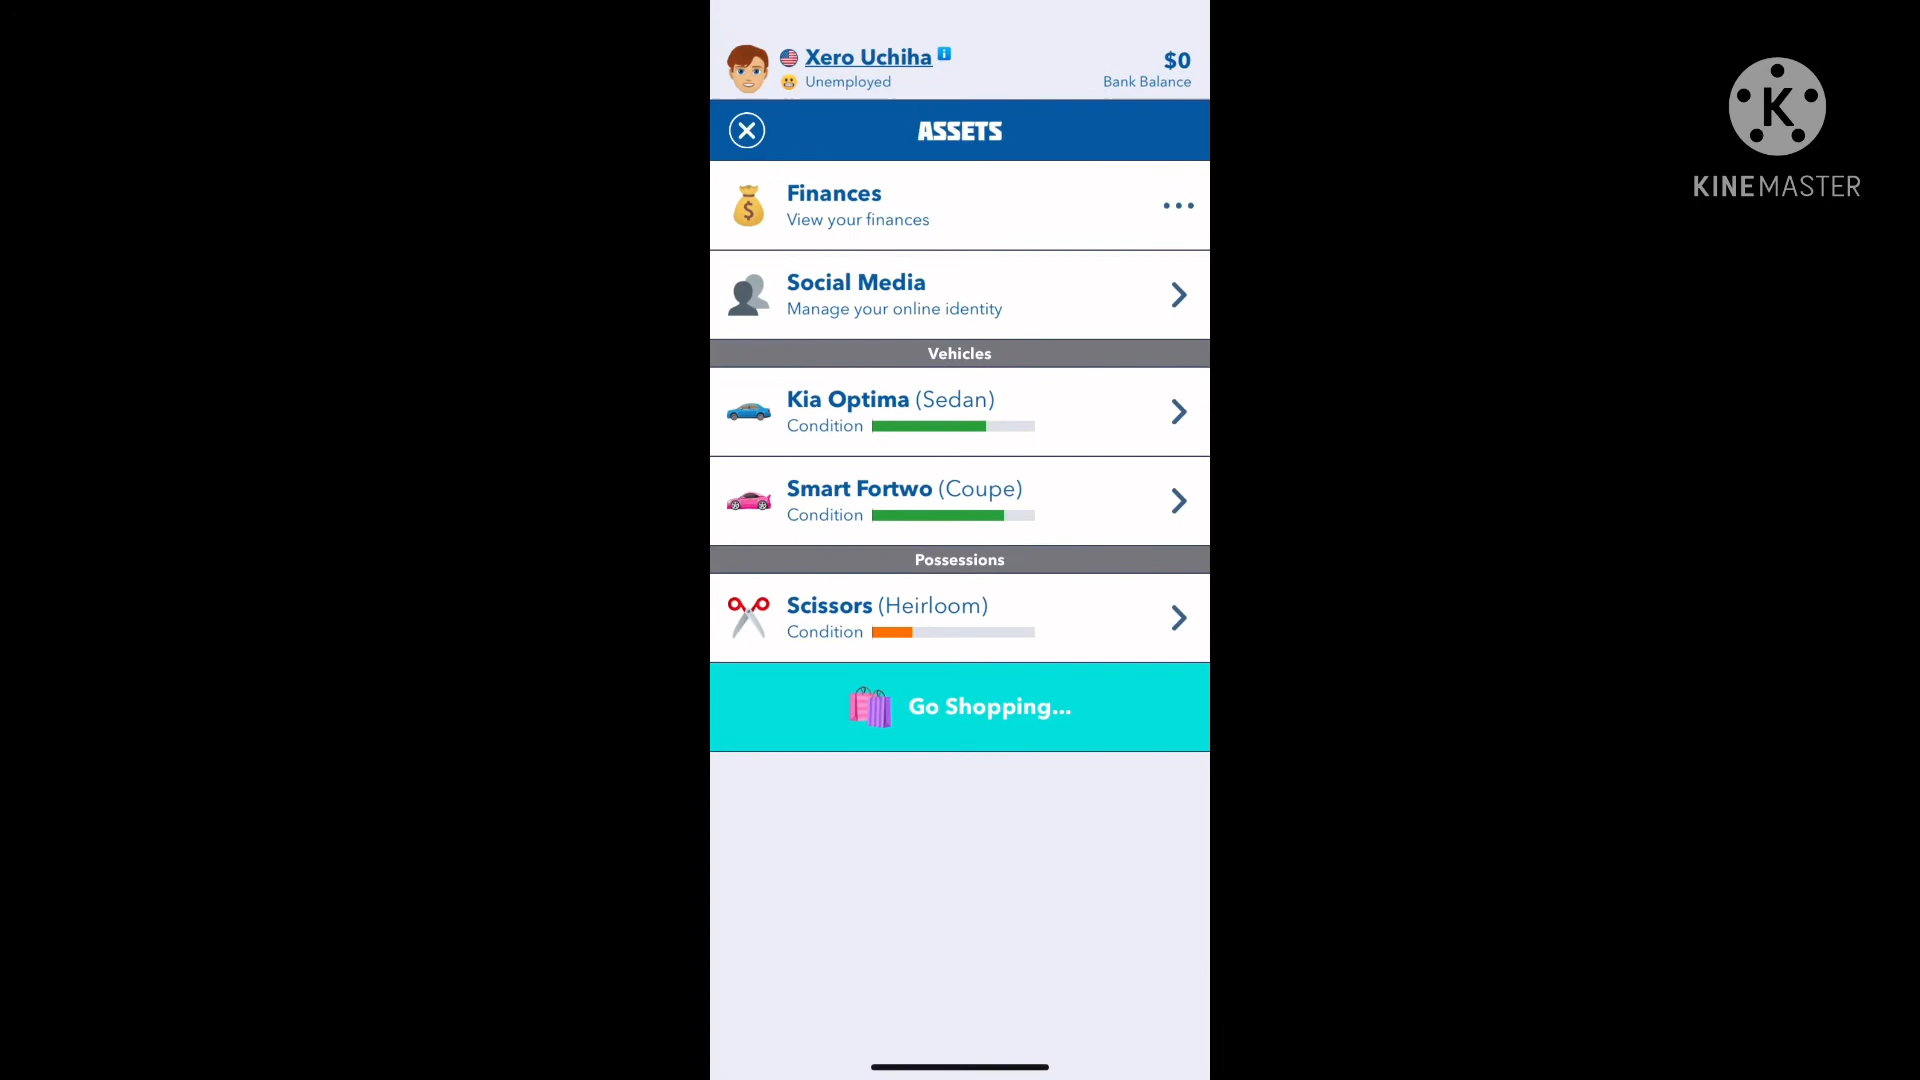 Xero Uchiha
Unemployed
$0
Bank Balance
ASSETS
Finances
View your finances
Social Media
Manage your online identity
Vehicles
Kia Optima (Sedan)
Condition
Smart Fortwo (Coupe)
Condition
Possessions
Scissors (Heirloom)
Condition
Go Shopping...
K
KINEMASTER